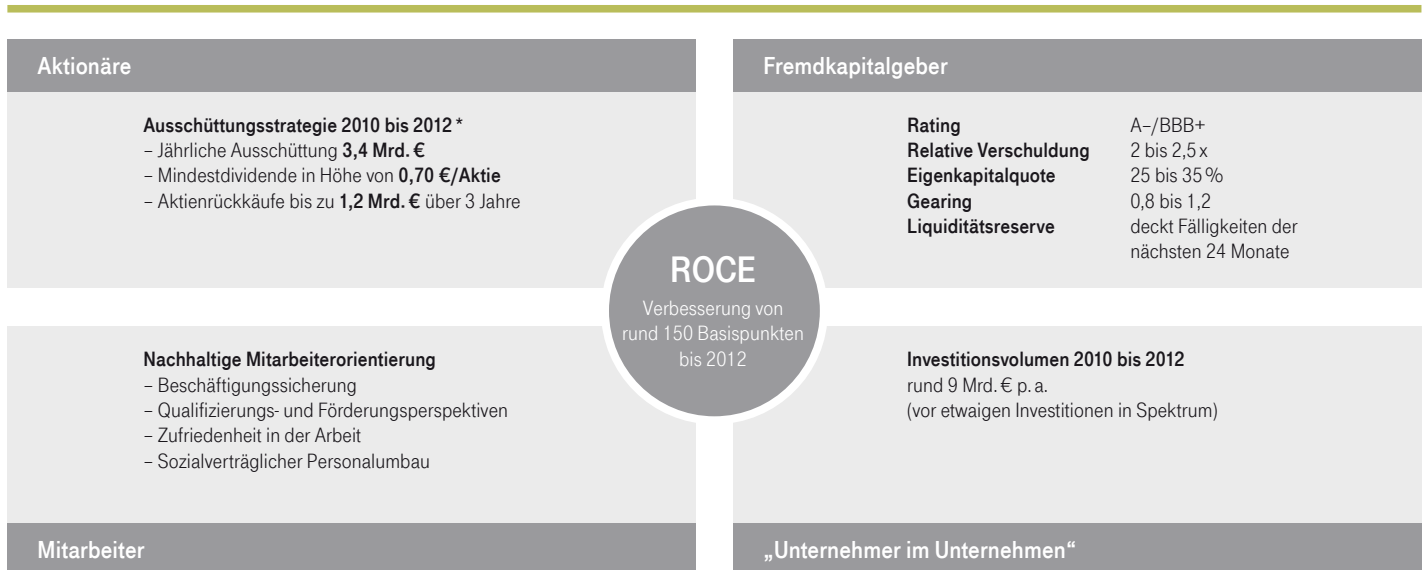 Aktionäre
Ausschüttungsstrategie 2010 bis 2012 *
– Jährliche Ausschüttung 3,4 Mrd. €
– Mindestdividende in Höhe von 0,70 €/Aktie
– Aktienrückkäufe bis zu 1,2 Mrd. € über 3 Jahre
Fremdkapitalgeber
Rating A–/BBB+
Relative Verschuldung 2 bis 2,5 x
Eigenkapitalquote 25 bis 35 %
Gearing 0,8 bis 1,2
Liquiditätsreserve deckt Fälligkeiten der
nächsten 24 Monate
ROCE
Verbesserung von
rund 150 Basispunkten
bis 2012
Nachhaltige Mitarbeiterorientierung
– Beschäftigungssicherung
– Qualifizierungs- und Förderungsperspektiven
– Zufriedenheit in der Arbeit
– Sozialverträglicher Personalumbau
Mitarbeiter
Investitionsvolumen 2010 bis 2012
rund 9 Mrd. € p. a.
(vor etwaigen Investitionen in Spektrum)
„Unternehmer im Unternehmen“